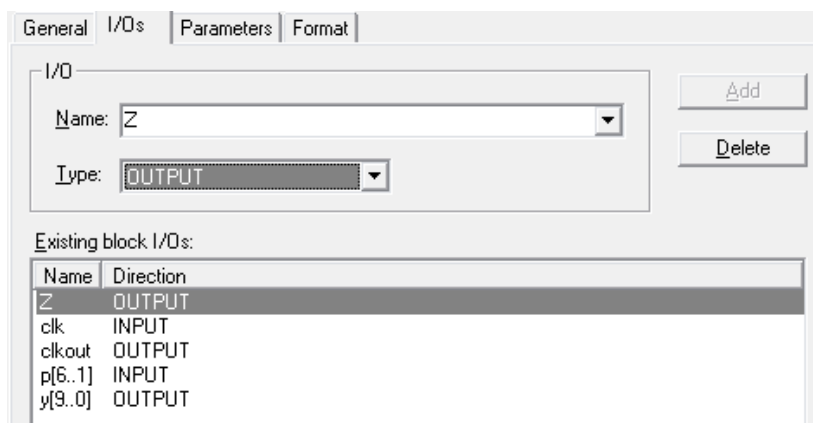 General I/Os Parameters Format
I/O
Add
Name: Z
Delete
Type: OUTPUT
Existing block I/Os:
Name Direction
Z OUTPUT
clk INPUT
clkout OUTPUT
p[6..1] INPUT
y[9..0] OUTPUT